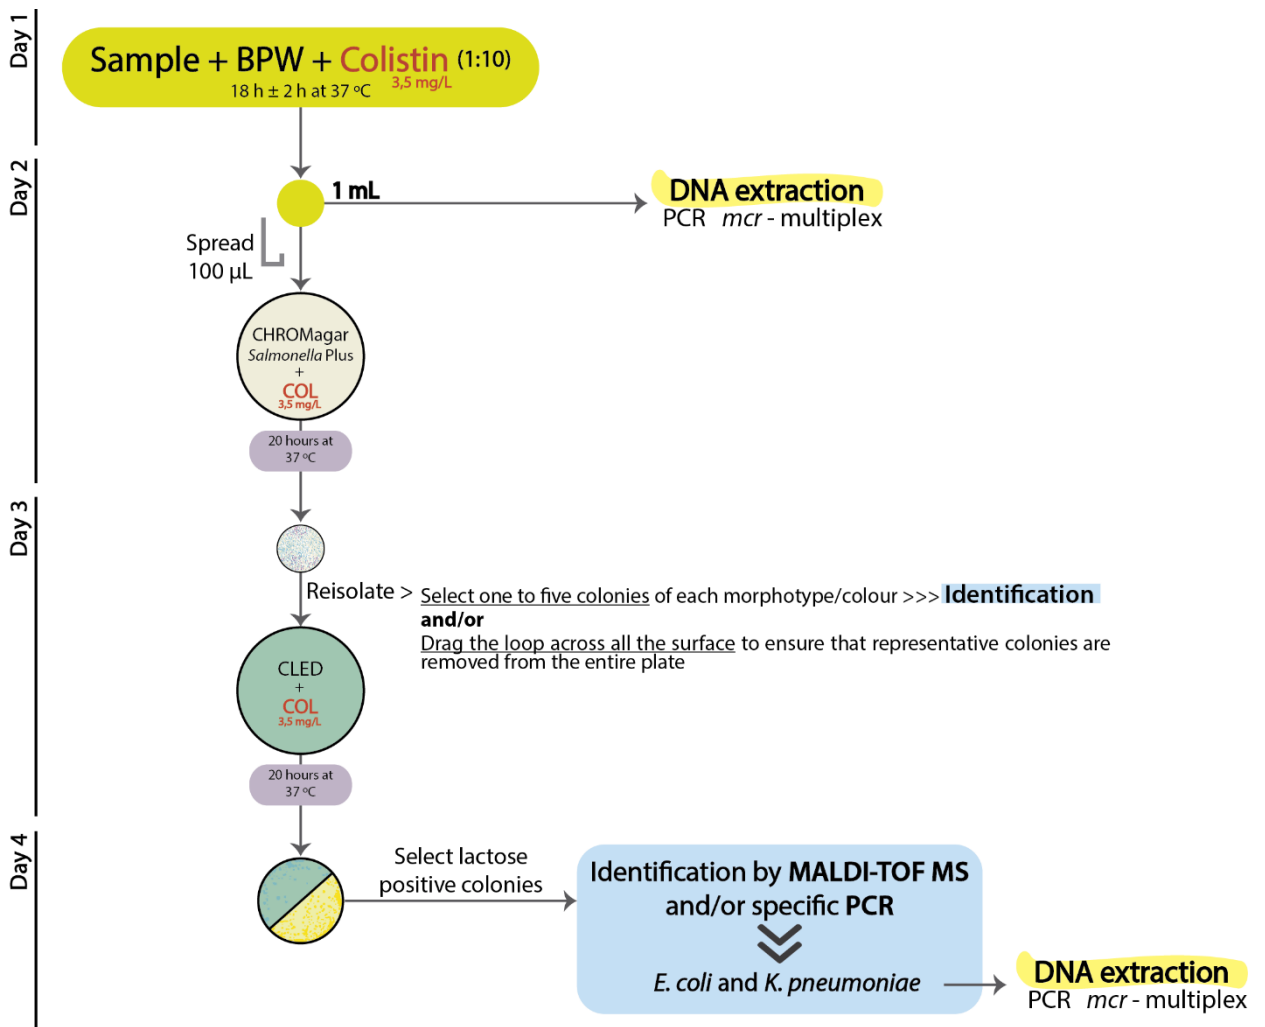 Day 1
Sample + BPW + Colistin (1:10)
3,5 mg/L
18 h ± 2 h at 37 ºC
Day 2
1 mL
DNA extraction
PCR mcr - multiplex
Spread
100 µL
CHROMagar
Salmonella Plus
+
COL
3,5 mg/L
20 hours at
37 ºC
Day 3
Reisolate > Select one to five colonies of each morphotype/colour >>> Identification
and/or
Drag the loop across all the surface to ensure that representative colonies are
removed from the entire plate
CLED
+
COL
3,5 mg/L
20 hours at
37 ºC
Day 4
Select lactose
positive colonies
Identification by MALDI-TOF MS
and/or specific PCR
E. coli and K. pneumoniae
DNA extraction
PCR mcr - multiplex